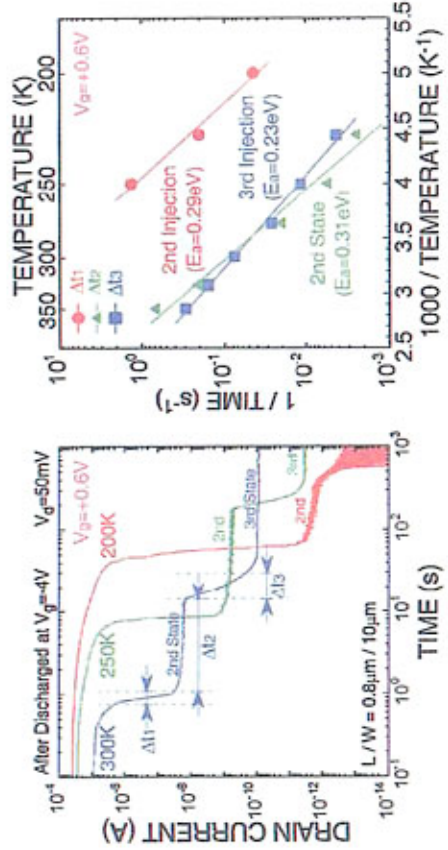 After Discharged at Vg=-4V
Vd=50mV
Vg=+0.6V
10⁻⁴
10⁻⁶
10⁻⁸
10⁻¹⁰
10⁻¹²
10⁻¹⁴
DRAIN CURRENT (A)
300K
250K
200K
2nd State
2nd
3rd State
3rd
2nd
Δt1
Δt2
Δt3
L / W = 0.8μm / 10μm
10⁻¹
10⁰
10¹
10²
10³
TIME (s)
TEMPERATURE (K)
350
300
250
200
Δt1
Δt2
Δt3
Vg=+0.6V
2nd Injection
(Ea=0.29eV)
3rd Injection
(Ea=0.23eV)
2nd State
(Ea=0.31eV)
10¹
10⁰
10⁻¹
10⁻²
10⁻³
1 / TIME (s⁻¹)
2.5
3
3.5
4
4.5
5
5.5
1000 / TEMPERATURE (K⁻¹)